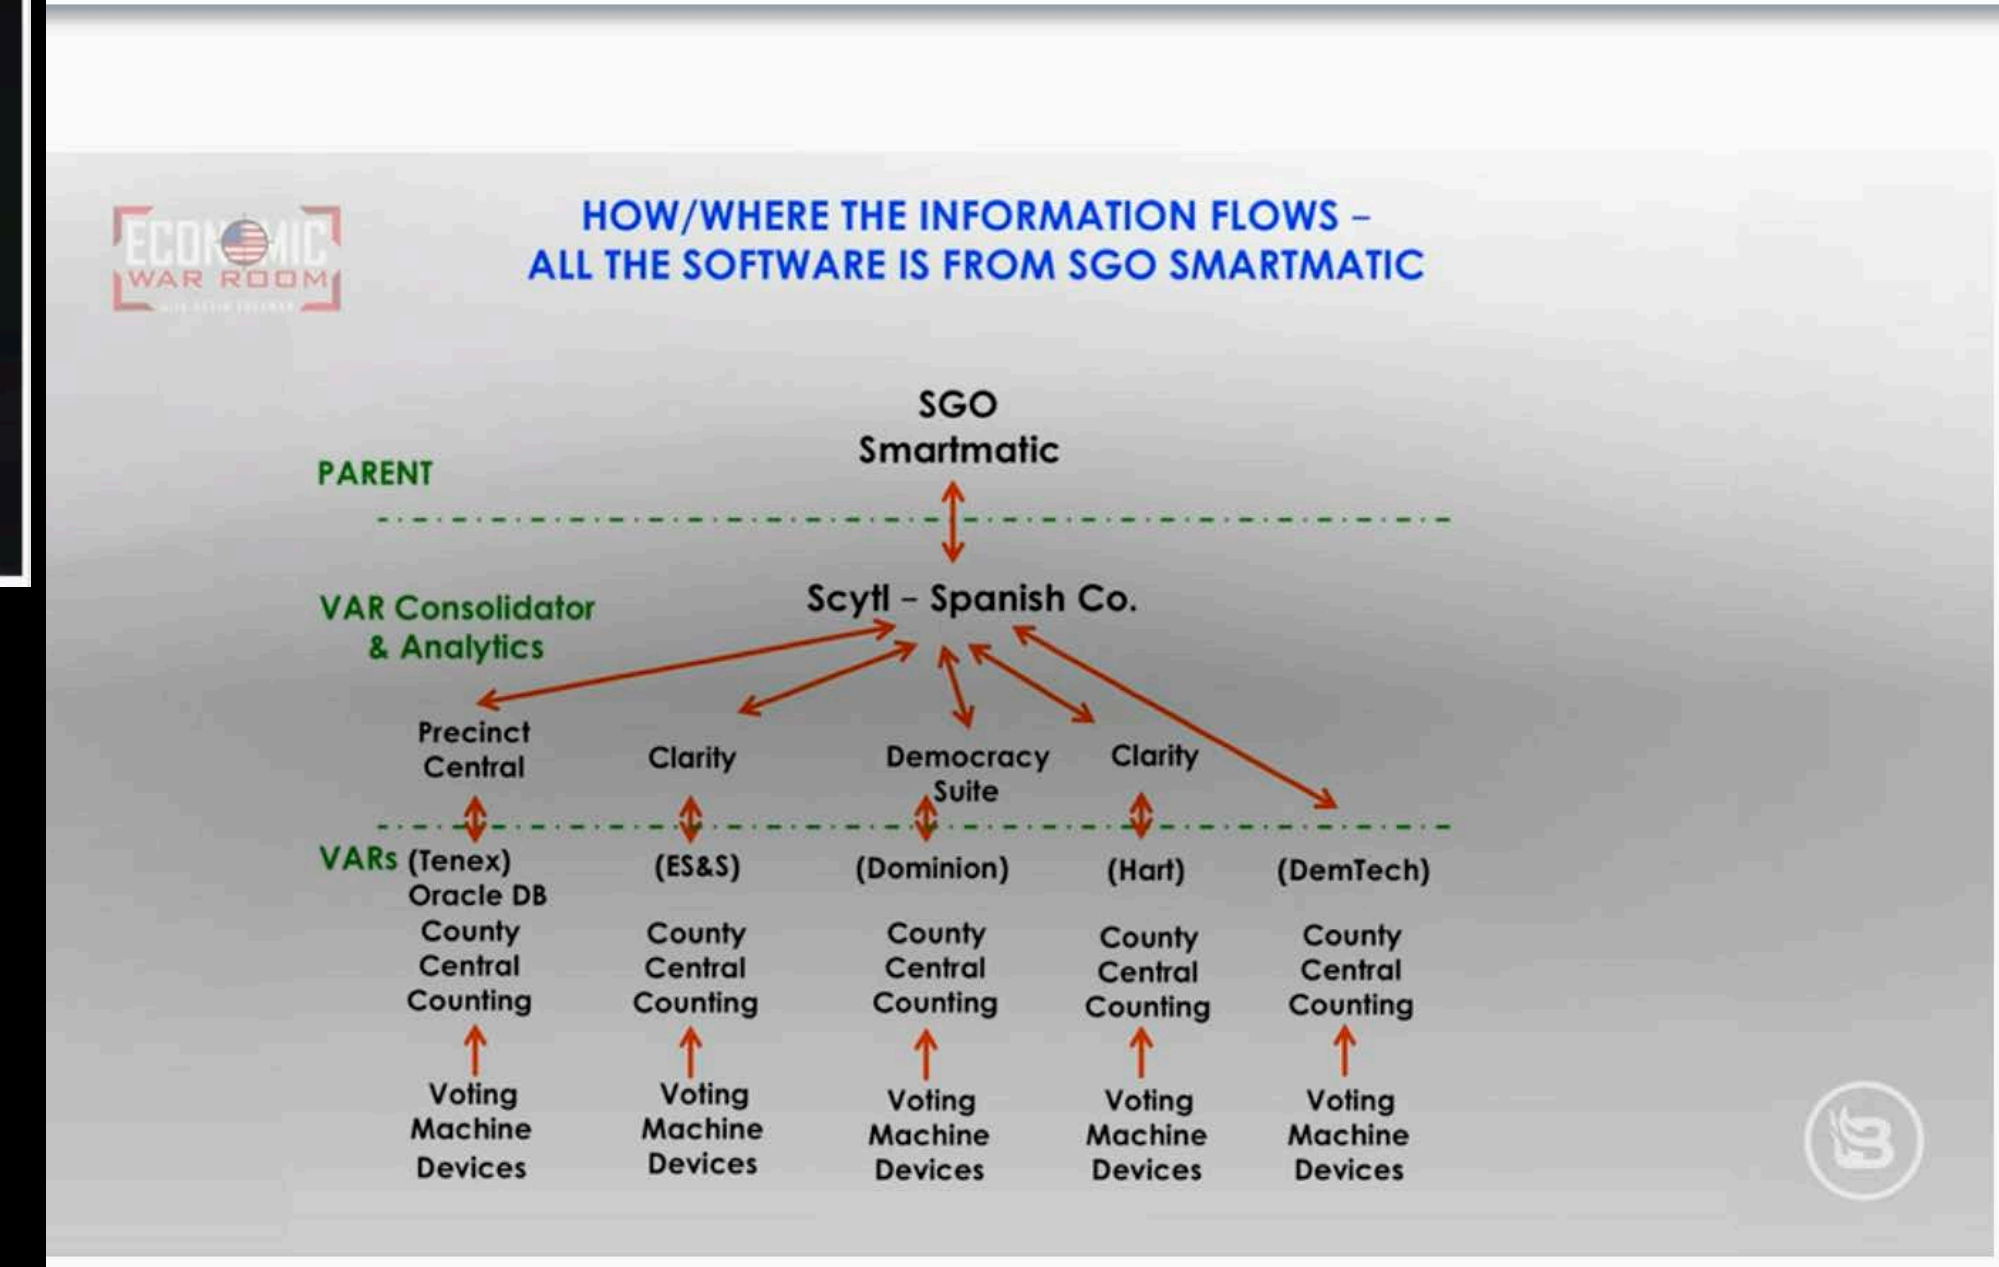 ECONOMIC
WAR ROOM
WITH KEVIN FREEMAN
HOW/WHERE THE INFORMATION FLOWS –
ALL THE SOFTWARE IS FROM SGO SMARTMATIC
SGO
Smartmatic
PARENT
Scytl – Spanish Co.
VAR Consolidator
& Analytics
Precinct
Central
Clarity
Democracy
Suite
Clarity
VARs (Tenex)
Oracle DB
County
Central
Counting
(ES&S)
County
Central
Counting
(Dominion)
County
Central
Counting
(Hart)
County
Central
Counting
(DemTech)
County
Central
Counting
Voting
Machine
Devices
Voting
Machine
Devices
Voting
Machine
Devices
Voting
Machine
Devices
Voting
Machine
Devices
B